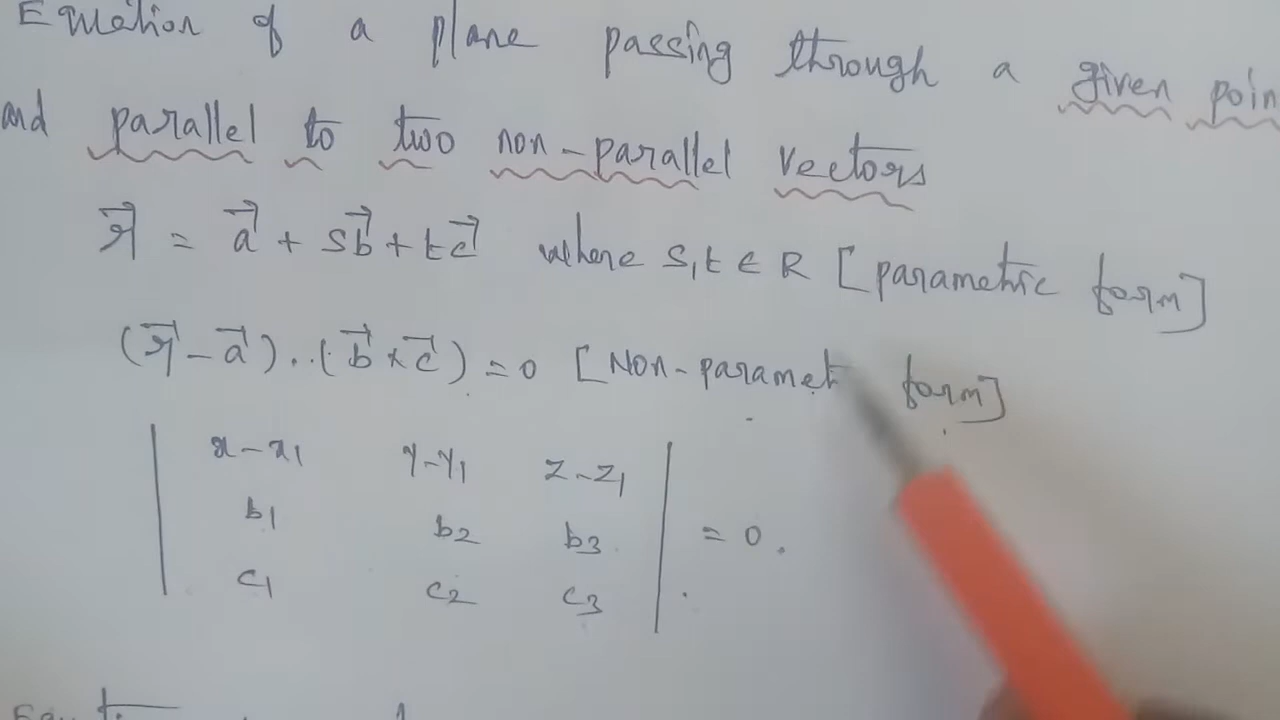 Equation of a plane passing through a given poin
and parallel to two non-parallel vectors
r⃗ = a⃗ + sb⃗ + tc⃗ where s,t ∈ R [parametric form]
(r⃗ - a⃗)..(b⃗ × c⃗) = 0 [Non-paramet form]
x-x₁ y-y₁ z-z₁
b₁ b₂ b₃ = 0.
c₁ c₂ c₃